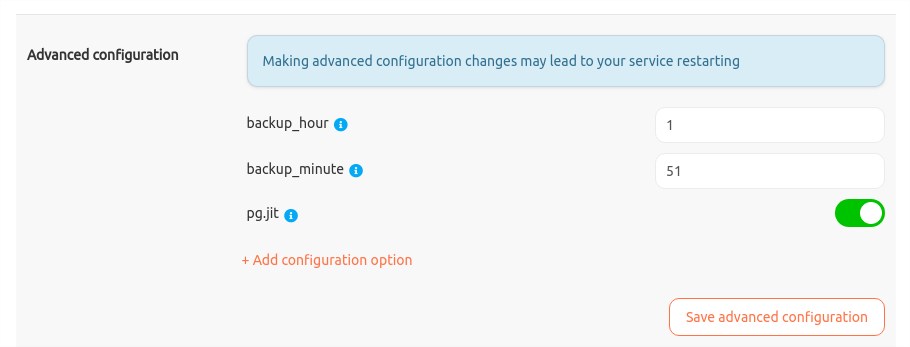 Advanced configuration
Making advanced configuration changes may lead to your service restarting
backup_hour
1
backup_minute
51
pg.jit
+ Add configuration option
Save advanced configuration